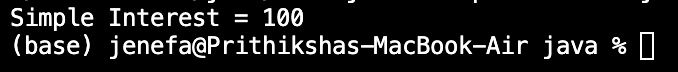 Simple Interest = 100
(base) jenefa@Prithikshas-MacBook-Air java %